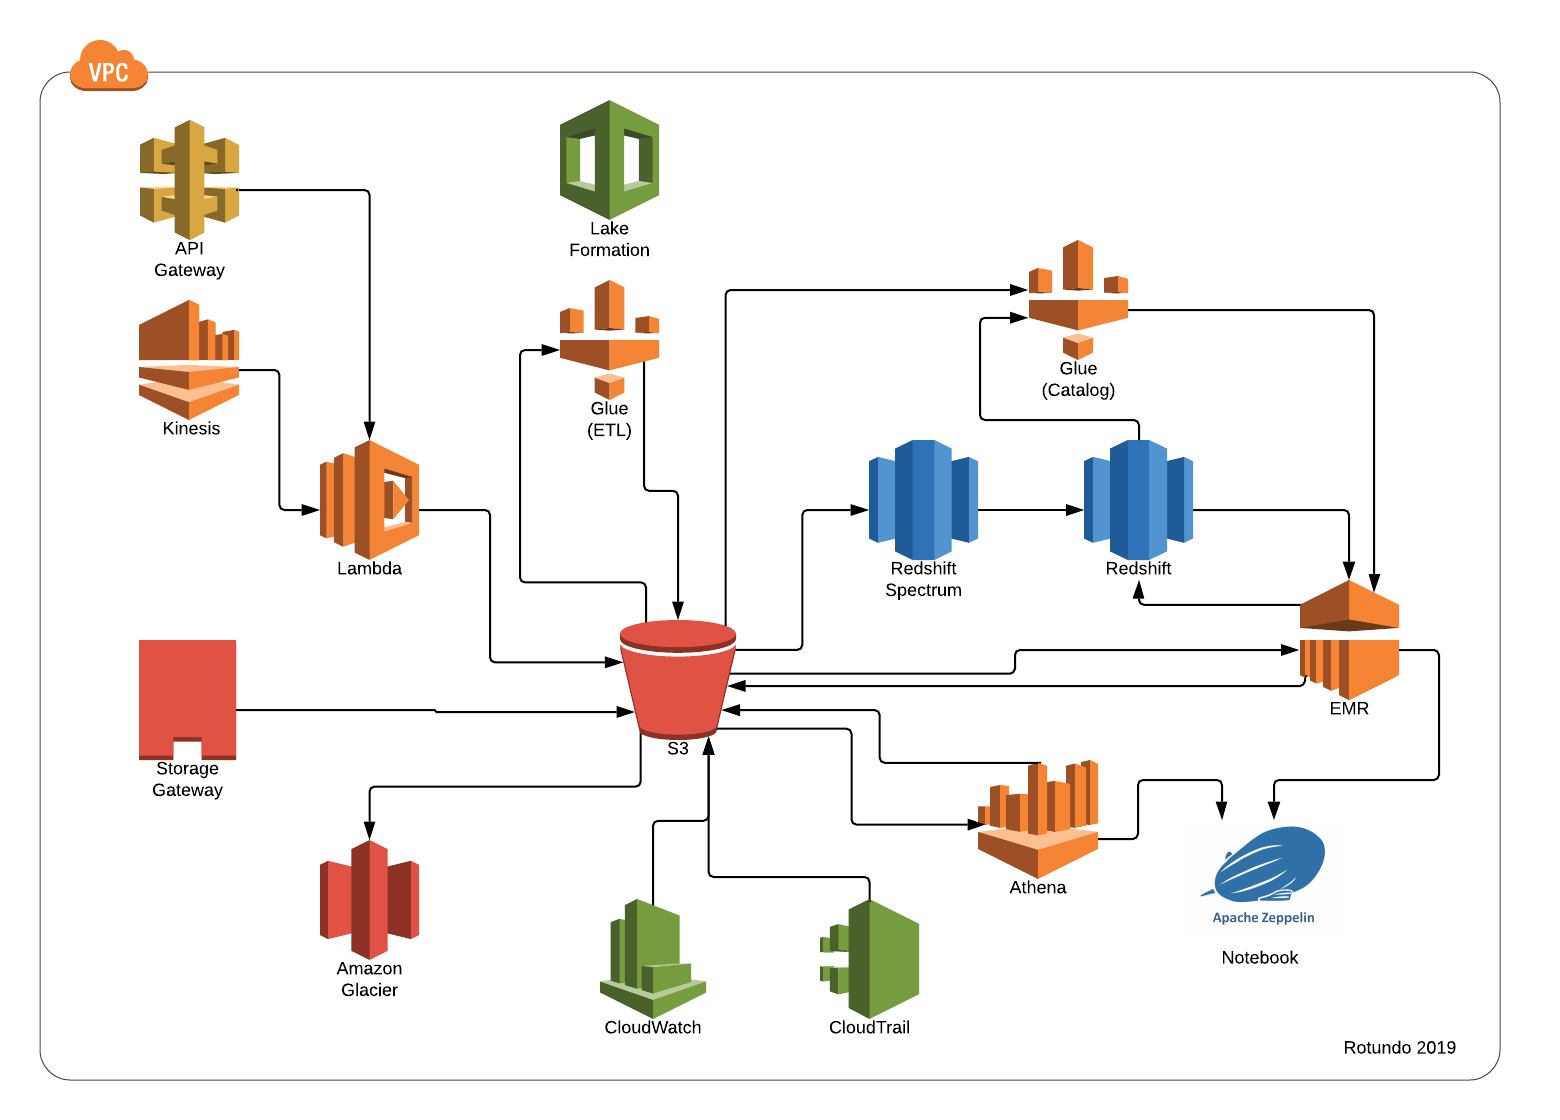 VPC
API
Gateway
Lake
Formation
Kinesis
Glue
(ETL)
Glue
(Catalog)
Lambda
Redshift
Spectrum
Redshift
EMR
S3
Storage
Gateway
Athena
Apache Zeppelin
Notebook
Amazon
Glacier
CloudWatch
CloudTrail
Rotundo 2019